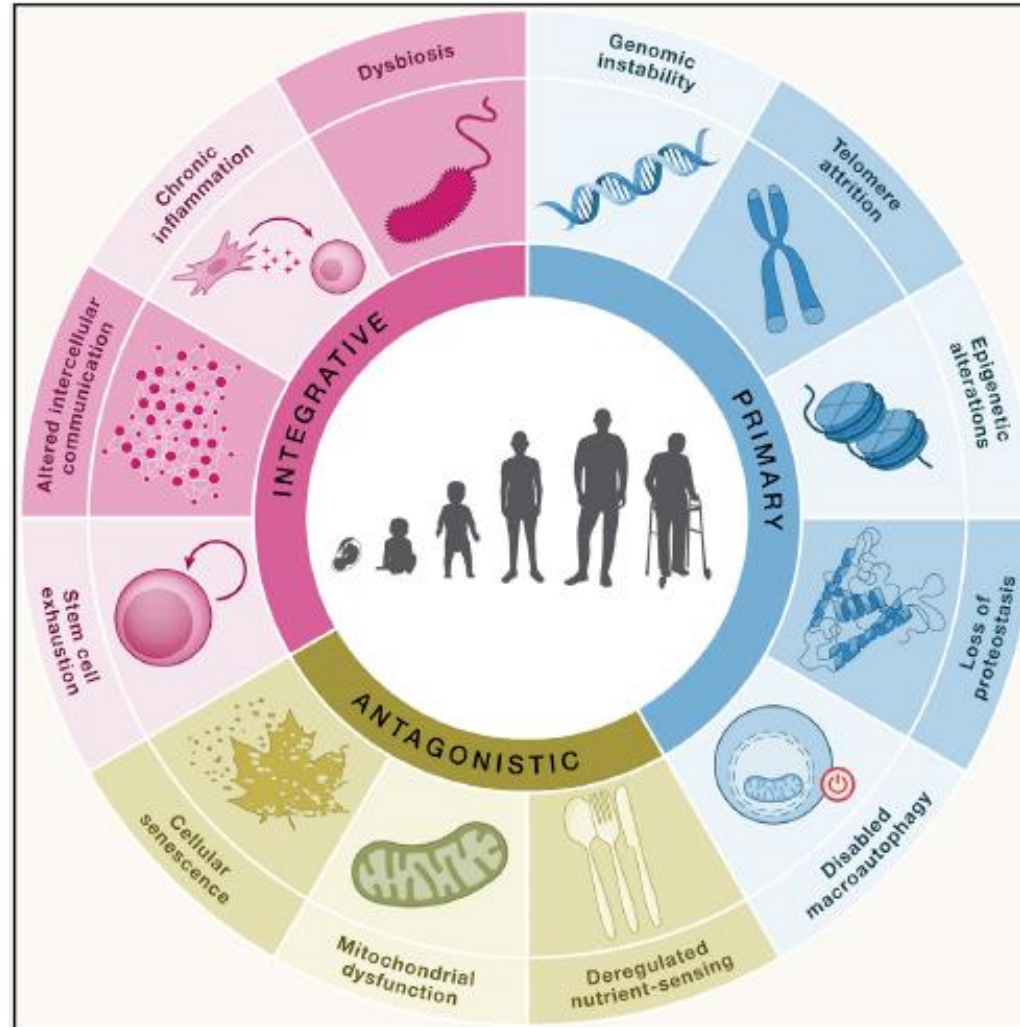 Dysbiosis
Genomic
instability
Telomere
attrition
Epigenetic
alterations
Loss of
proteostasis
Disabled
macroautophagy
Deregulated
nutrient-sensing
Mitochondrial
dysfunction
Cellular
senescence
Stem cell
exhaustion
Altered intercellular
communication
Chronic
inflammation
INTEGRATIVE
PRIMARY
ANTAGONISTIC